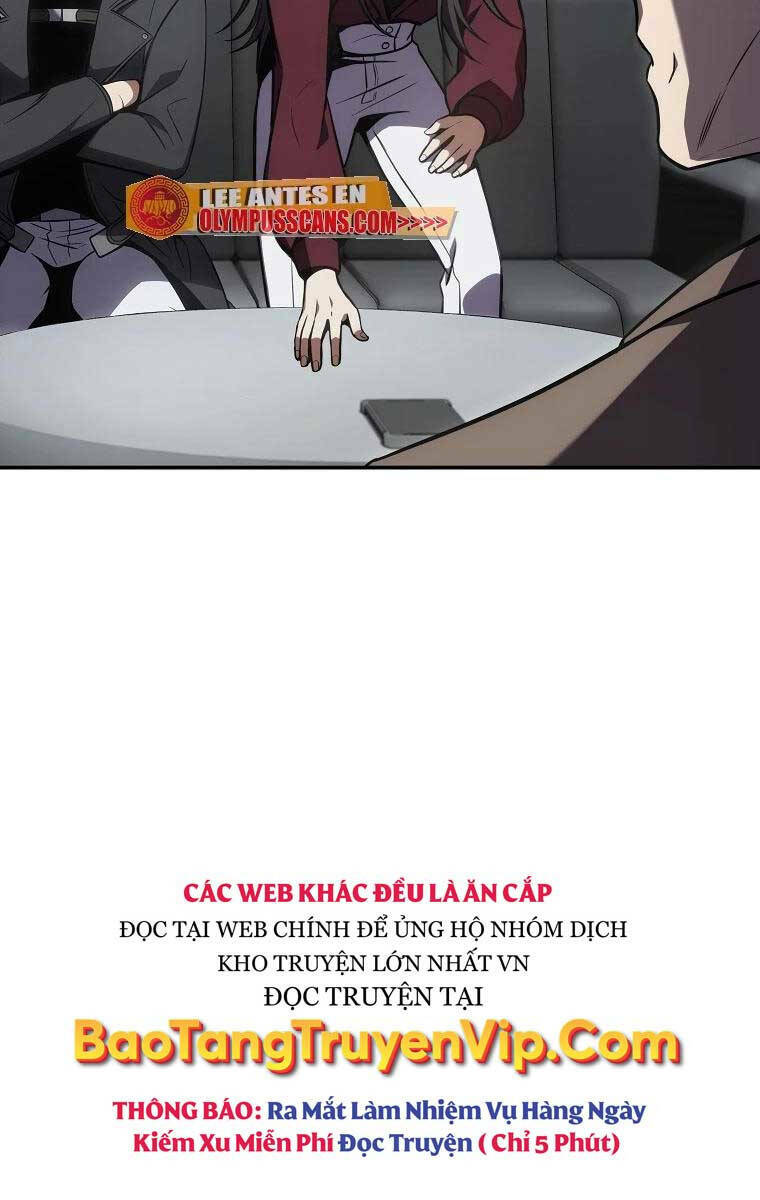 LEE ANTES EN
OLYMPUSSCANS.COM>>>>
CÁC WEB KHÁC ĐỀU LÀ ĂN CẮP
ĐỌC TẠI WEB CHÍNH ĐỂ ỦNG HỘ NHÓM DỊCH
KHO TRUYỆN LỚN NHẤT VN
ĐỌC TRUYỆN TẠI
BaoTangTruyenVip.Com
THÔNG BÁO: Ra Mắt Làm Nhiệm Vụ Hàng Ngày
Kiếm Xu Miễn Phí Đọc Truyện ( Chỉ 5 Phút)